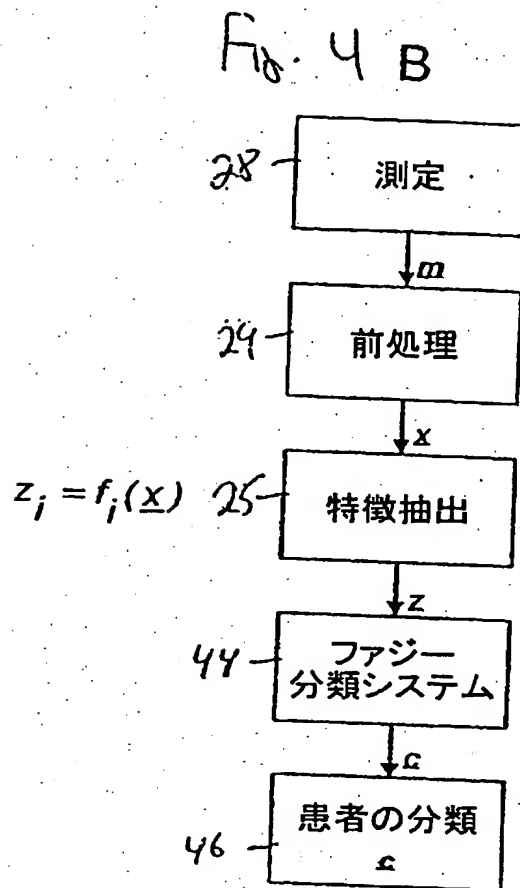 Fig. 4 B
28
測定
m
24
前処理
x
z_i = f_i(x)
25
特徴抽出
z
44
ファジー
分類システム
c
46
患者の分類
c